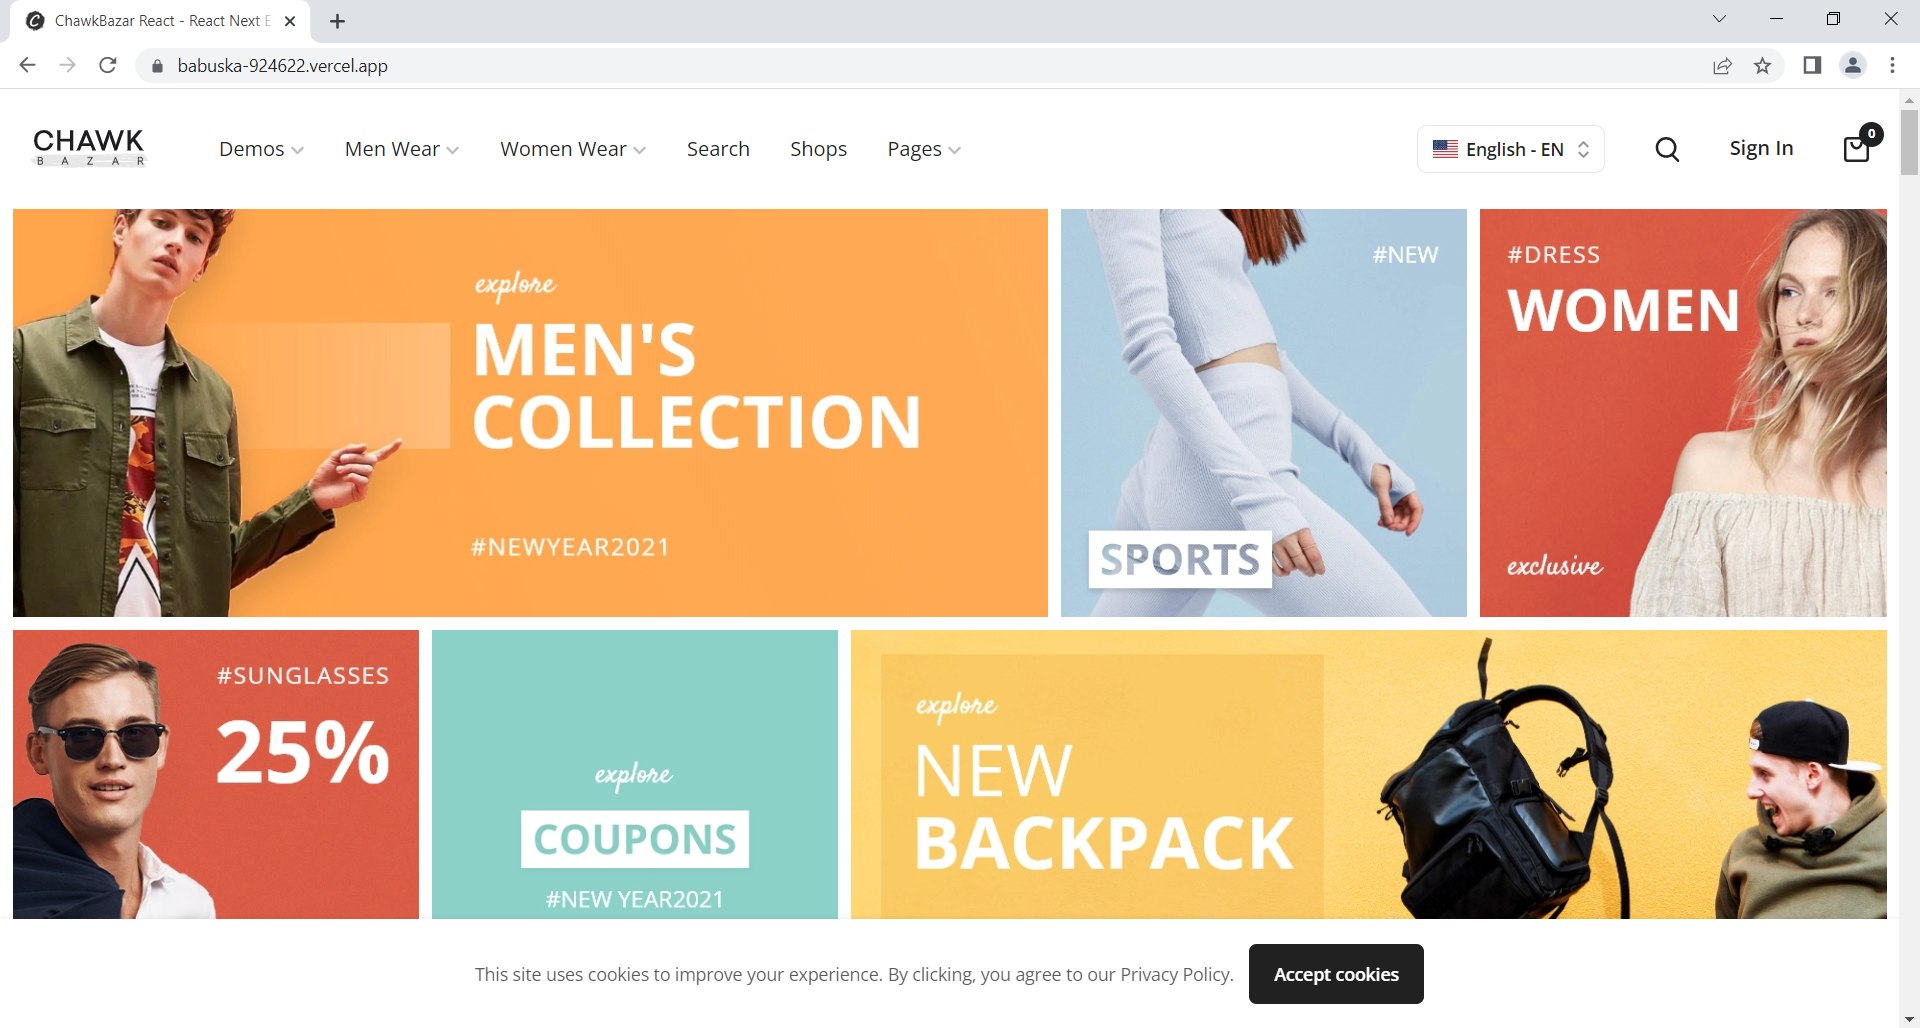 ChawkBazar React - React Next E
babuska-924622.vercel.app
CHAWK
BAZAR
Demos
Men Wear
Women Wear
Search
Shops
Pages
English - EN
Sign In
0
explore
MEN'S
COLLECTION
#NEWYEAR2021
#NEW
SPORTS
#DRESS
WOMEN
exclusive
#SUNGLASSES
25%
explore
COUPONS
#NEW YEAR2021
explore
NEW
BACKPACK
This site uses cookies to improve your experience. By clicking, you agree to our Privacy Policy.
Accept cookies